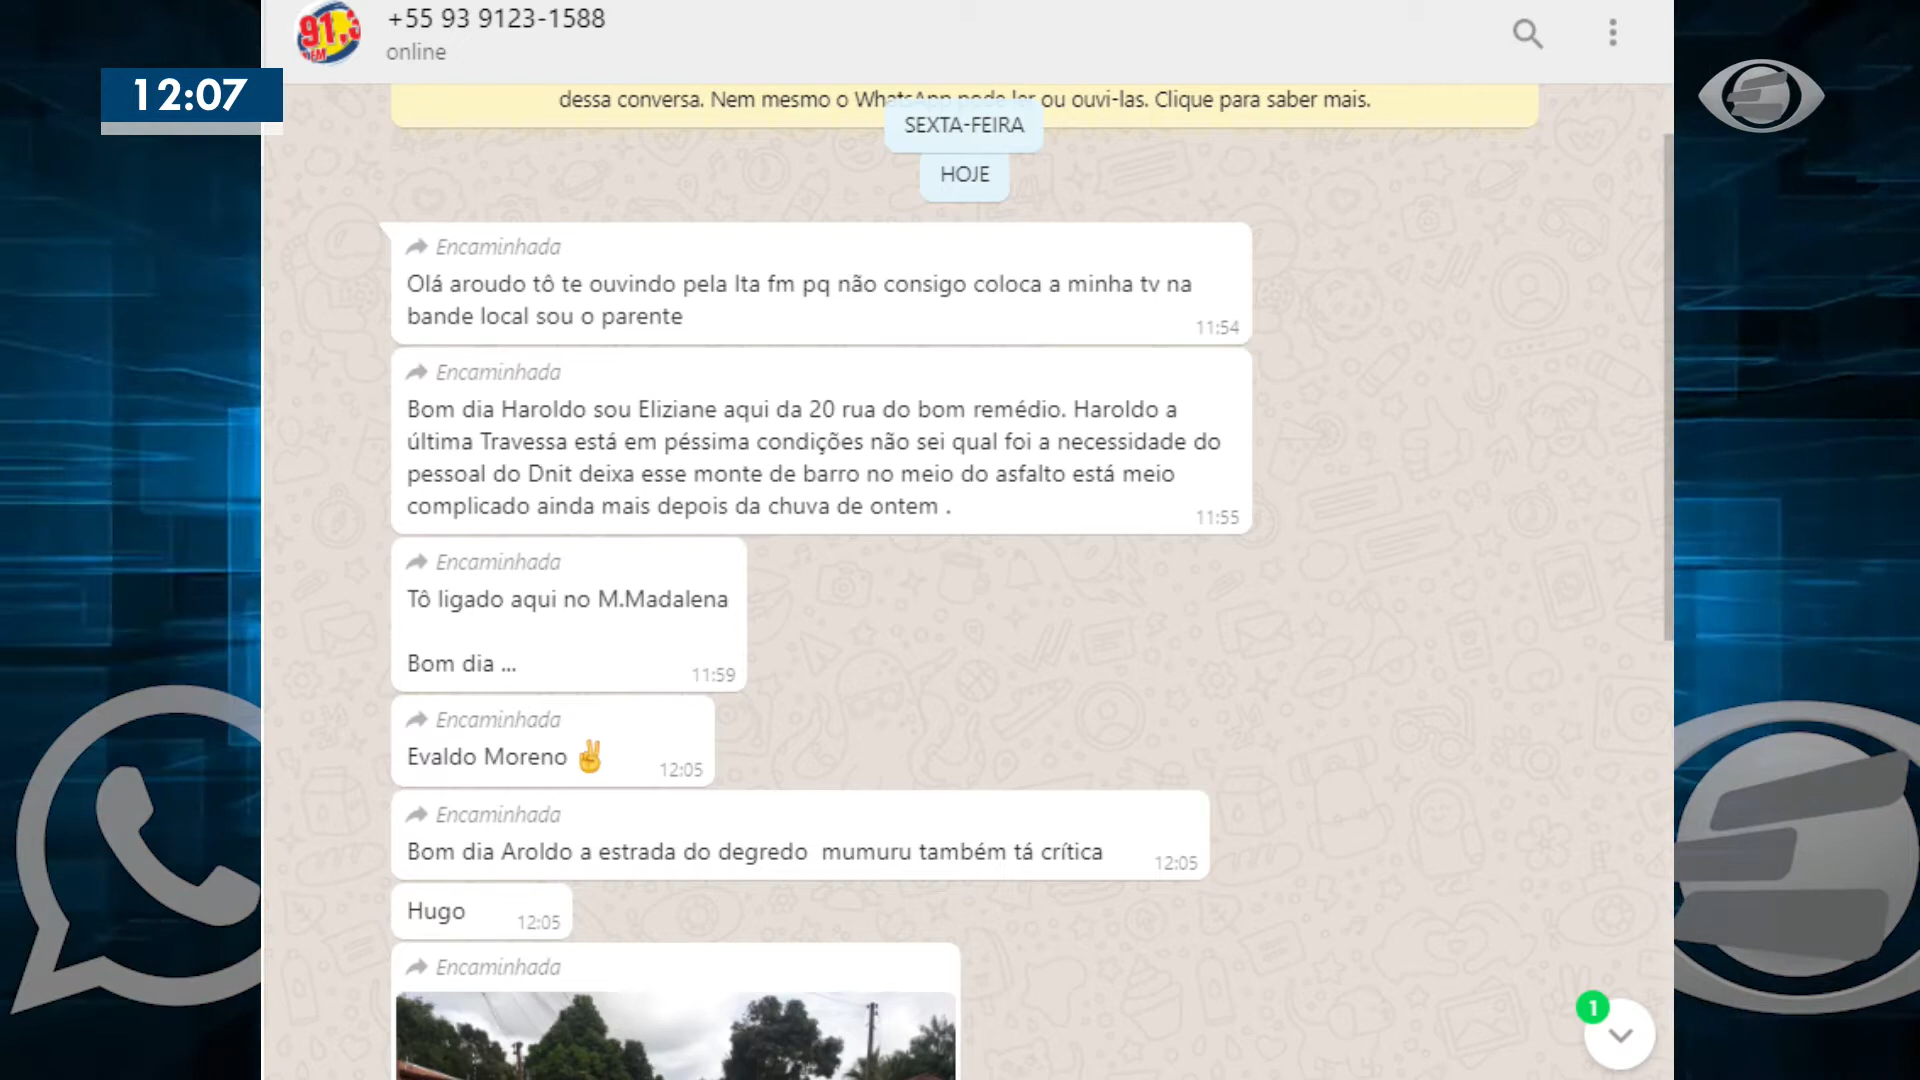 91,3
FM
+55 93 9123-1588
online
12:07
dessa conversa. Nem mesmo o WhatsApp pode ler ou ouvi-las. Clique para saber mais.
SEXTA-FEIRA
HOJE
Encaminhada
Olá aroudo tô te ouvindo pela Ita fm pq não consigo coloca a minha tv na
bande local sou o parente
11:54
Encaminhada
Bom dia Haroldo sou Eliziane aqui da 20 rua do bom remédio. Haroldo a
última Travessa está em péssima condições não sei qual foi a necessidade do
pessoal do Dnit deixa esse monte de barro no meio do asfalto está meio
complicado ainda mais depois da chuva de ontem .
11:55
Encaminhada
Tô ligado aqui no M.Madalena
Bom dia ...
11:59
Encaminhada
Evaldo Moreno ✌
12:05
Encaminhada
Bom dia Aroldo a estrada do degredo  mumuru também tá crítica
12:05
Hugo
12:05
Encaminhada
1